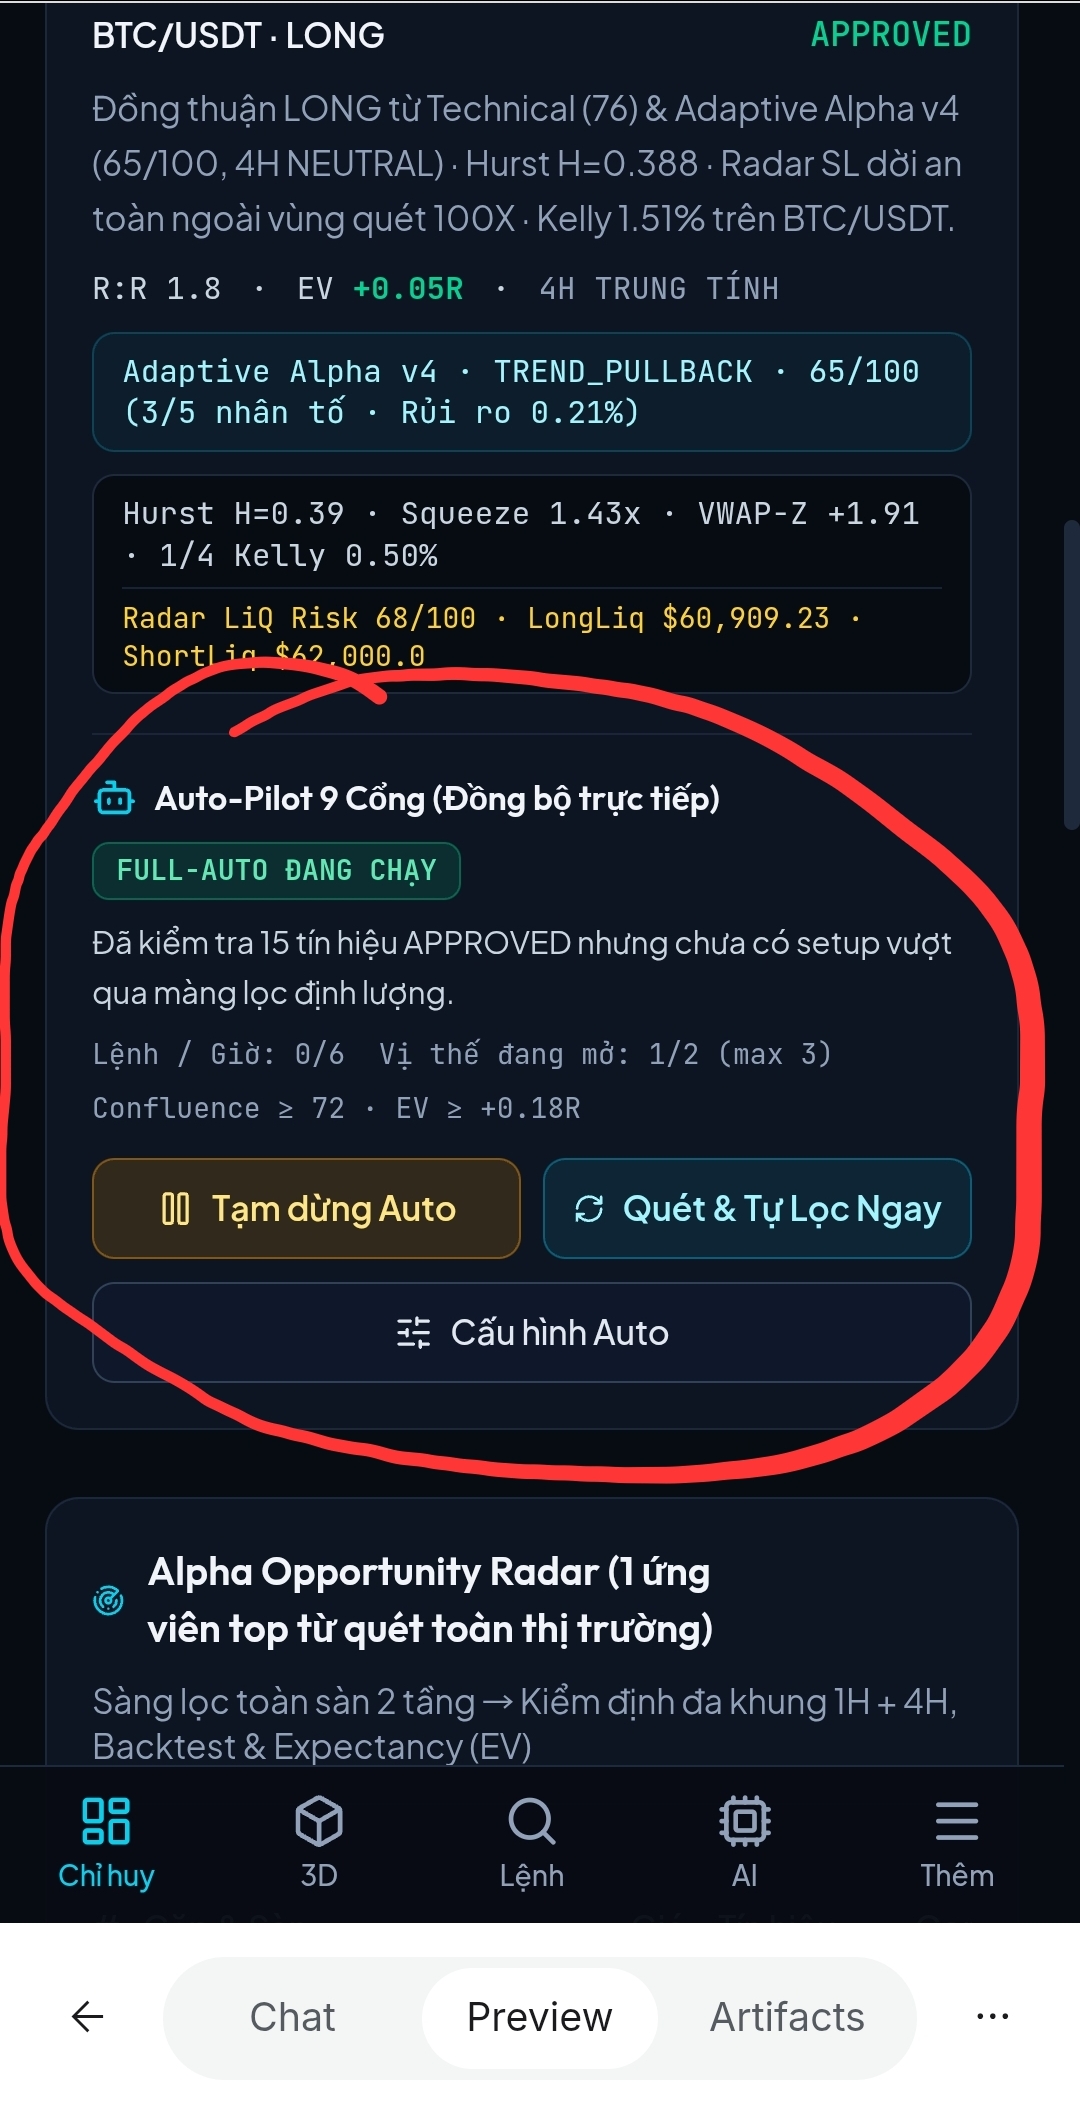 BTC/USDT · LONG
APPROVED
Đồng thuận LONG từ Technical (76) & Adaptive Alpha v4
(65/100, 4H NEUTRAL) · Hurst H=0.388 · Radar SL dời an
toàn ngoài vùng quét 100X · Kelly 1.51% trên BTC/USDT.
R:R 1.8 · EV +0.05R · 4H TRUNG TÍNH
Adaptive Alpha v4 · TREND_PULLBACK · 65/100
(3/5 nhân tố · Rủi ro 0.21%)
Hurst H=0.39 · Squeeze 1.43x · VWAP-Z +1.91
· 1/4 Kelly 0.50%
Radar LiQ Risk 68/100 · LongLiq $60,909.23 ·
ShortLiq $62,000.0
Auto-Pilot 9 Cổng (Đồng bộ trực tiếp)
FULL-AUTO ĐANG CHẠY
Đã kiểm tra 15 tín hiệu APPROVED nhưng chưa có setup vượt
qua màng lọc định lượng.
Lệnh / Giờ: 0/6 Vị thế đang mở: 1/2 (max 3)
Confluence ≥ 72 · EV ≥ +0.18R
Tạm dừng Auto
Quét & Tự Lọc Ngay
Cấu hình Auto
Alpha Opportunity Radar (1 ứng
viên top từ quét toàn thị trường)
Sàng lọc toàn sàn 2 tầng → Kiểm định đa khung 1H + 4H,
Backtest & Expectancy (EV)
Chỉ huy
3D
Lệnh
AI
Thêm
Chat
Preview
Artifacts